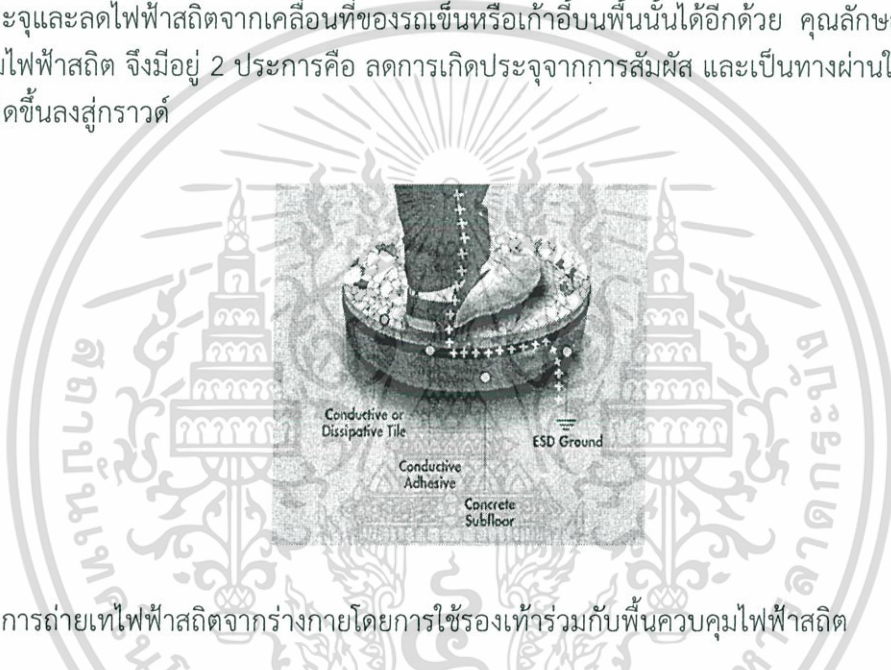 ะจุและลดไฟฟ้าสถิตจากเคลื่อนที่ของรถเข็นหรือเก้าอี้บนพื้นนั้นได้อีกด้วย คุณลักษ
มไฟฟ้าสถิต จึงมีอยู่ 2 ประการคือ ลดการเกิดประจุจากการสัมผัส และเป็นทางผ่านใ
ดขึ้นลงสู่กราวด์
Conductive or
Dissipative Tile
ESD Ground
Conductive
Adhesive
Concrete
Subfloor
การถ่ายเทไฟฟ้าสถิตจากร่างกายโดยการใช้รองเท้าร่วมกับพื้นควบคุมไฟฟ้าสถิต